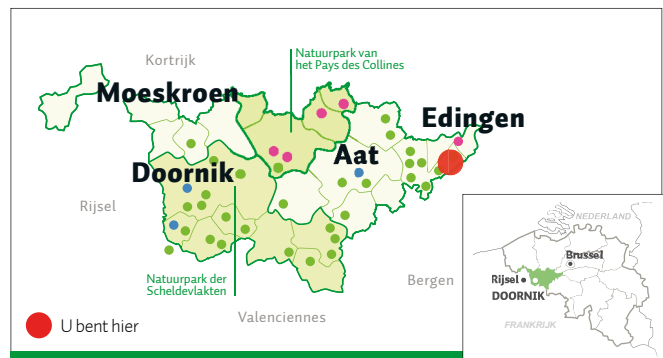 Kortrijk
Natuurpark van
het Pays des Collines
Moeskroen
Edingen
Aat
Doornik
Rijsel
Natuurpark der
Scheldevlakten
Bergen
Valenciennes
U bent hier
NEDERLAND
Brussel
Rijsel
DOORNIK
FRANKRIJK